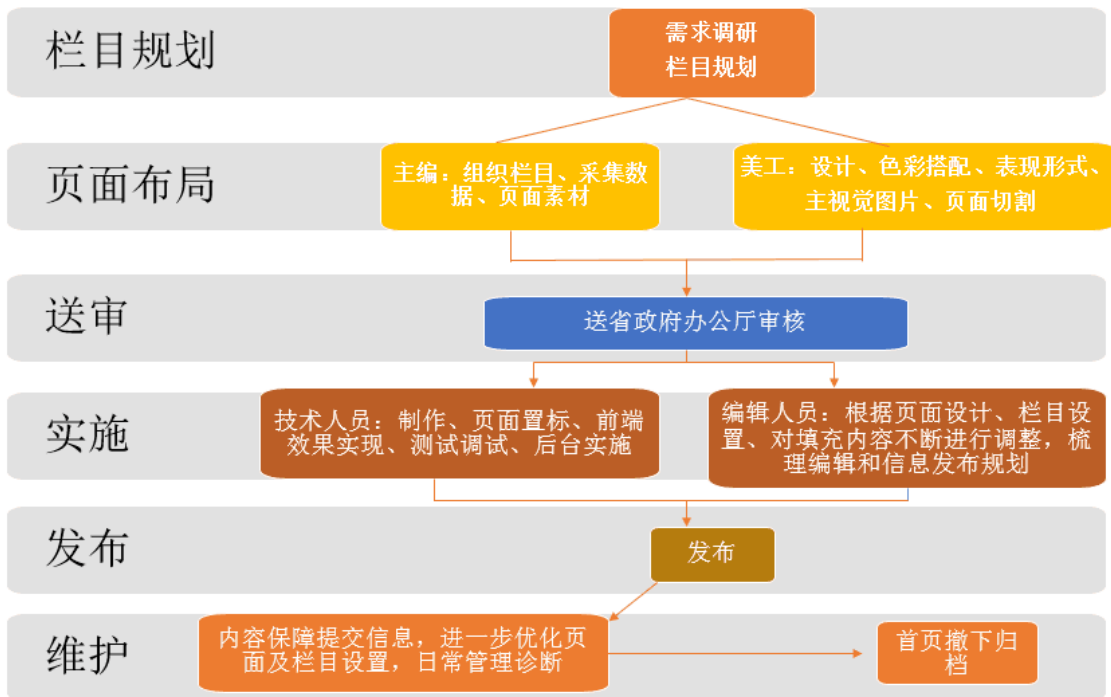 栏目规划
需求调研
栏目规划
页面布局
主编：组织栏目、采集数
据、页面素材
美工：设计、色彩搭配、表现形式、
主视觉图片、页面切割
送审
送省政府办公厅审核
实施
技术人员：制作、页面置标、前端
效果实现、测试调试、后台实施
编辑人员：根据页面设计、栏目设
置、对填充内容不断进行调整，梳
理编辑和信息发布规划
发布
发布
维护
内容保障提交信息，进一步优化页
面及栏目设置，日常管理诊断
首页撤下归
档